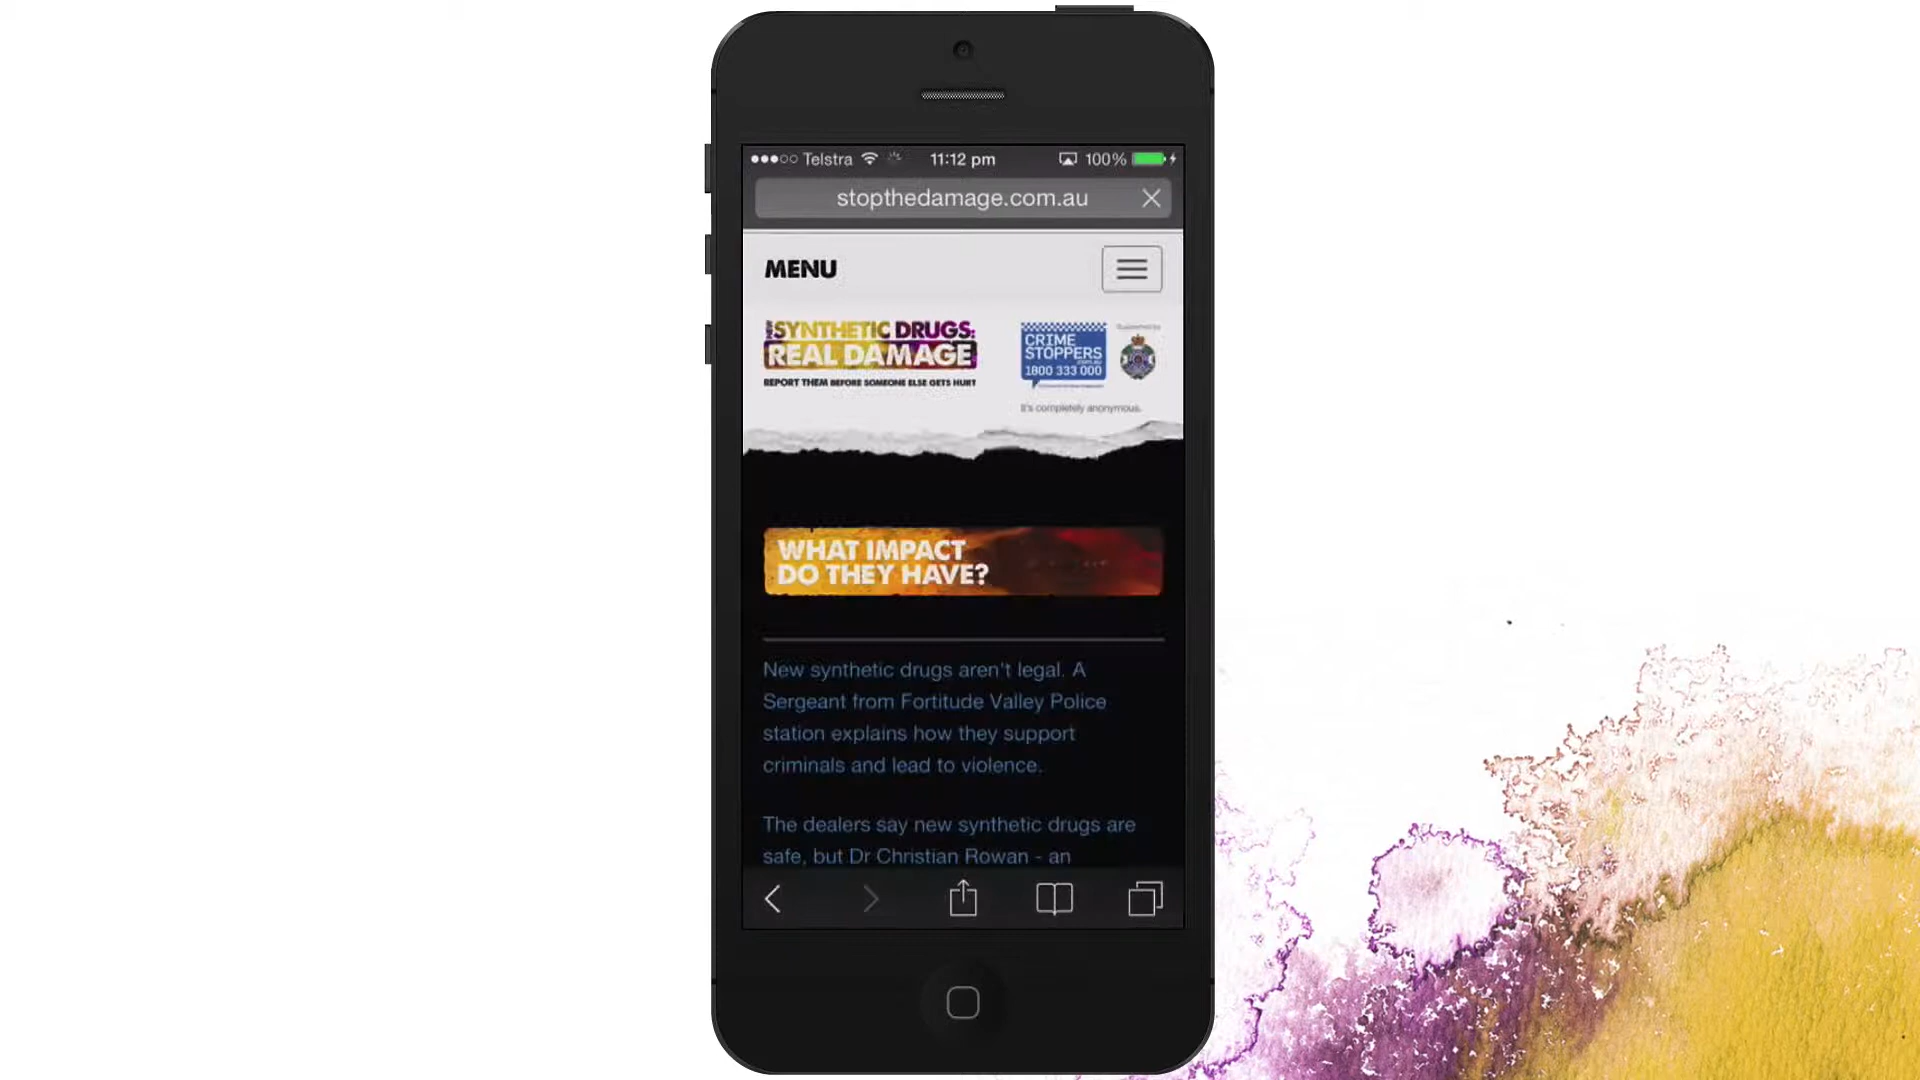 Telstra 11:12 pm 100%
stopthedamage.com.au
MENU
NEW SYNTHETIC DRUGS:
REAL DAMAGE
REPORT THEM BEFORE SOMEONE ELSE GETS HURT
CRIME
STOPPERS
1800 333 000
Supported by
It's completely anonymous.
WHAT IMPACT
DO THEY HAVE?
New synthetic drugs aren't legal. A
Sergeant from Fortitude Valley Police
station explains how they support
criminals and lead to violence.
The dealers say new synthetic drugs are
safe, but Dr Christian Rowan - an